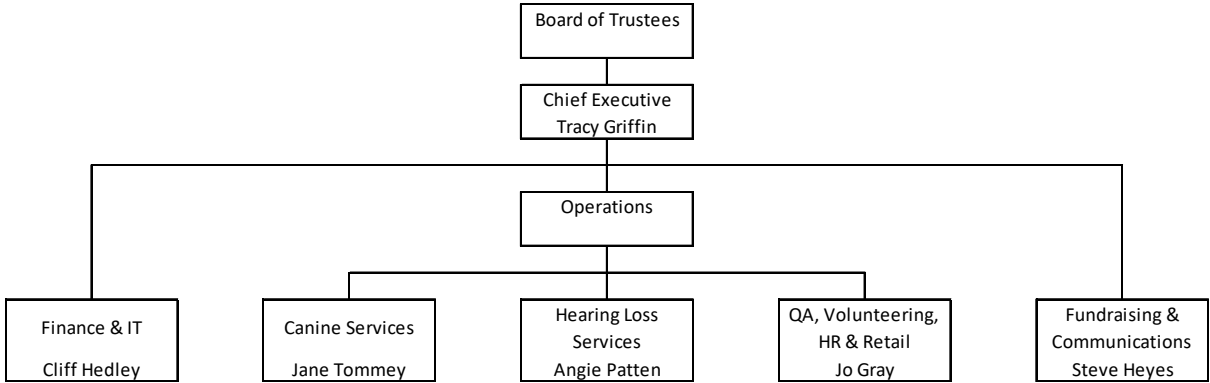 Board of Trustees
Chief Executive
Tracy Griffin
Operations
Finance & IT
Cliff Hedley
Canine Services
Jane Tommey
Hearing Loss
Services
Angie Patten
QA, Volunteering,
HR & Retail
Jo Gray
Fundraising &
Communications
Steve Heyes